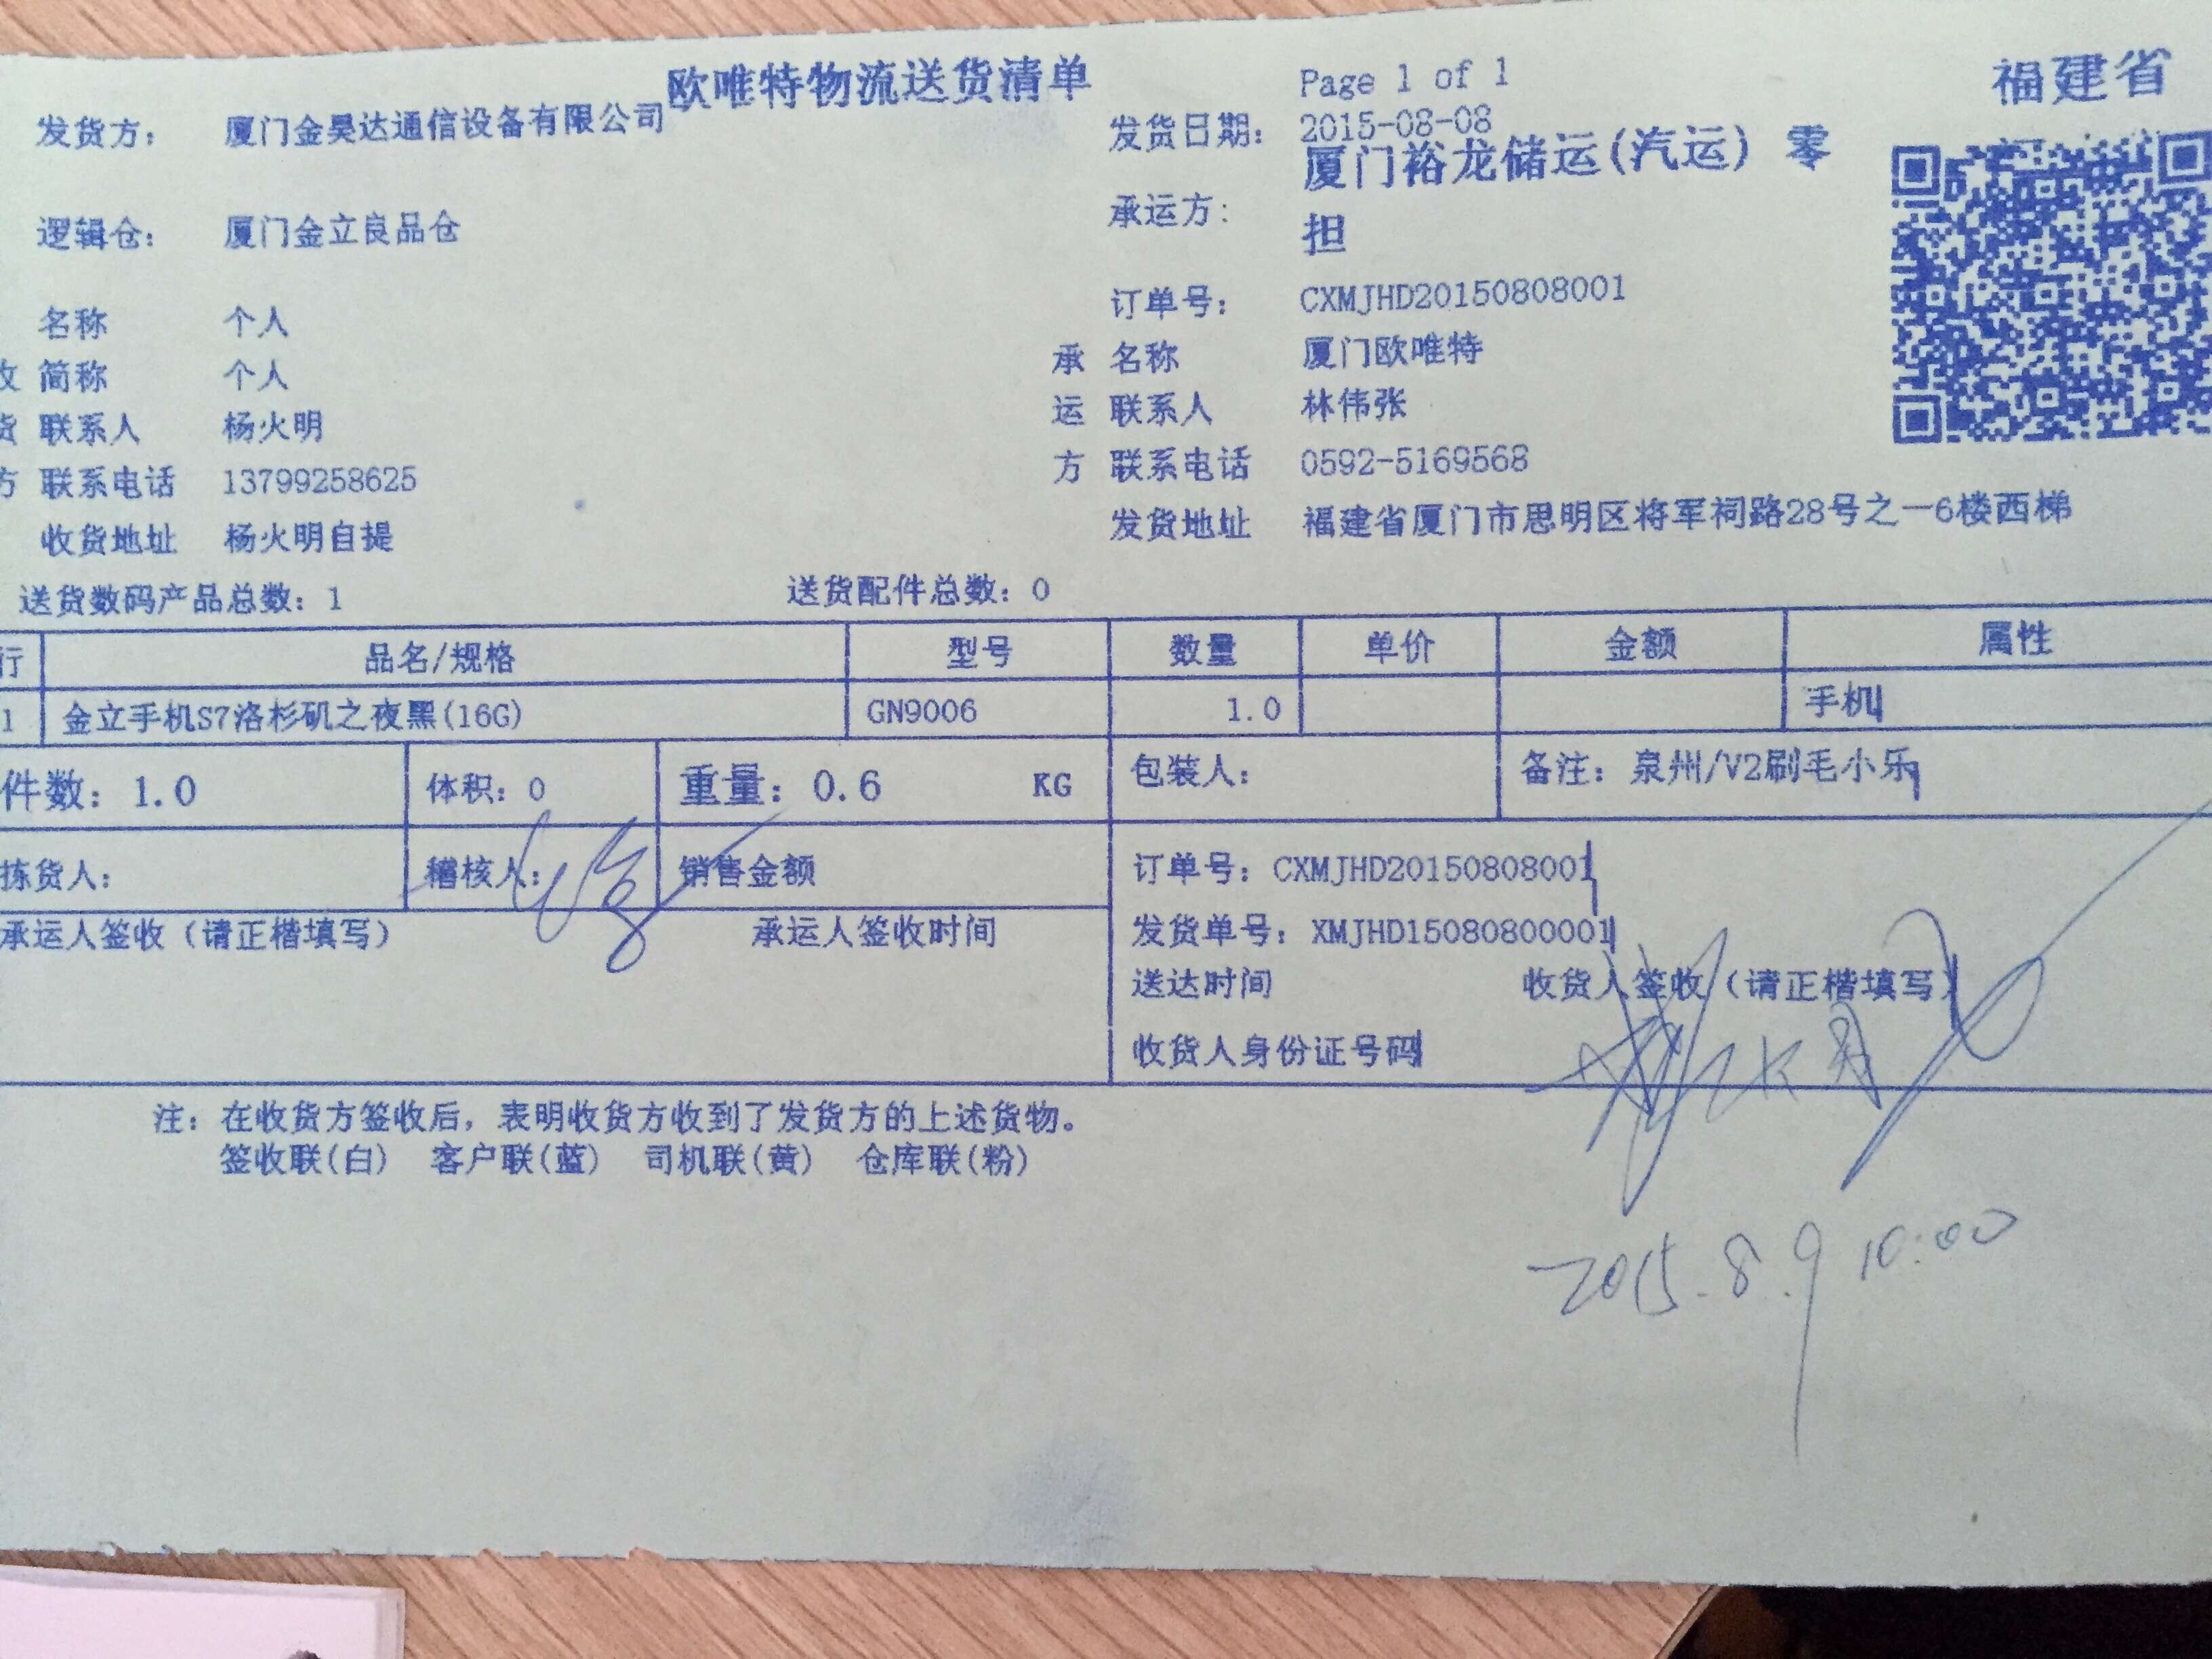 欧唯特物流送货清单 Page 1 of 1 福建省
发货方： 厦门金昊达通信设备有限公司 发货日期： 2015-08-08
逻辑仓： 厦门金立良品仓 承运方： 厦门裕龙储运(汽运) 零
担
订单号： CXMJHD20150808001
名称 个人 承 名称 厦门欧唯特
收 简称 个人 运 联系人 林伟张
货 联系人 杨火明 方 联系电话 0592-5169568
方 联系电话 13799258625 发货地址 福建省厦门市思明区将军祠路28号之一6楼西梯
收货地址 杨火明自提
送货数码产品总数：1 送货配件总数：0
行 品名/规格 型号 数量 单价 金额 属性
1 金立手机S7洛杉矶之夜黑(16G) GN9006 1.0 手机
件数：1.0 体积：0 重量：0.6 KG 包装人： 备注：泉州/V2刷毛小乐
拣货人： 稽核人： 销售金额 订单号：CXMJHD20150808001
承运人签收（请正楷填写） 承运人签收时间 发货单号：XMJHD15080800001
送达时间 收货人签收（请正楷填写）
收货人身份证号码
注：在收货方签收后，表明收货方收到了发货方的上述货物。
签收联(白) 客户联(蓝) 司机联(黄) 仓库联(粉)
2015.8.9 10:00